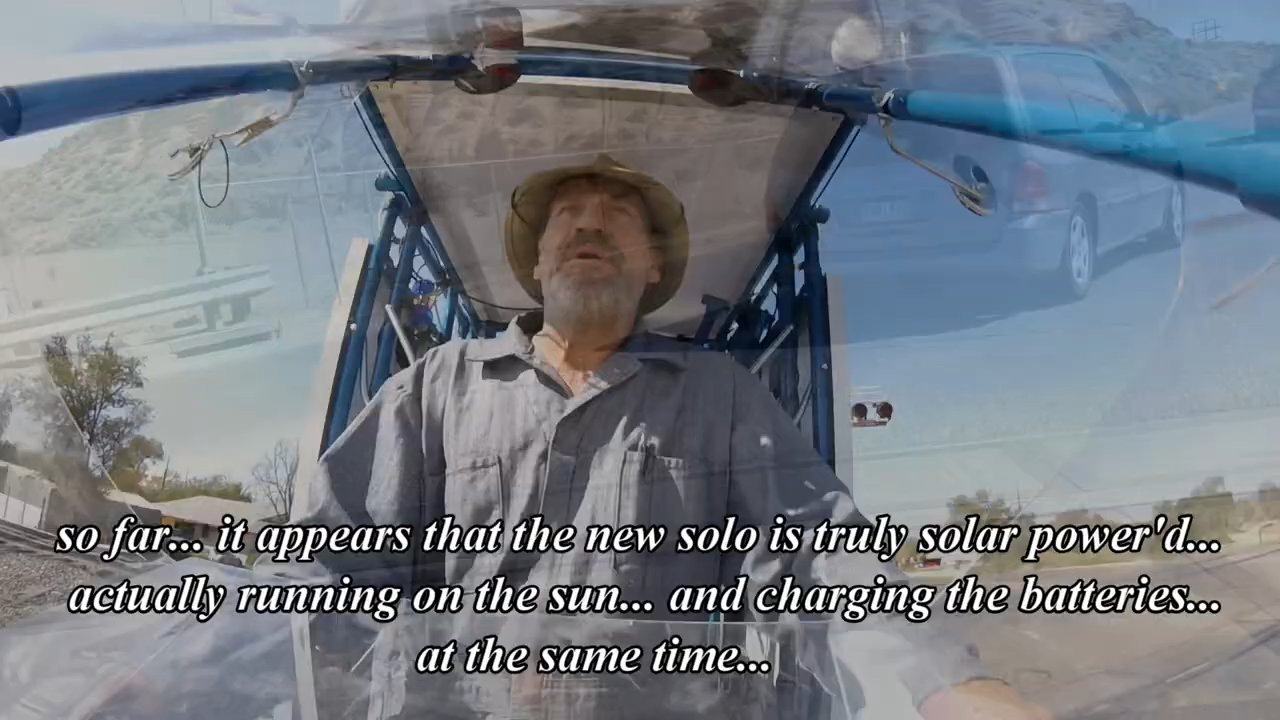 so far... it appears that the new solo is truly solar power'd...
actually running on the sun... and charging the batteries...
at the same time...